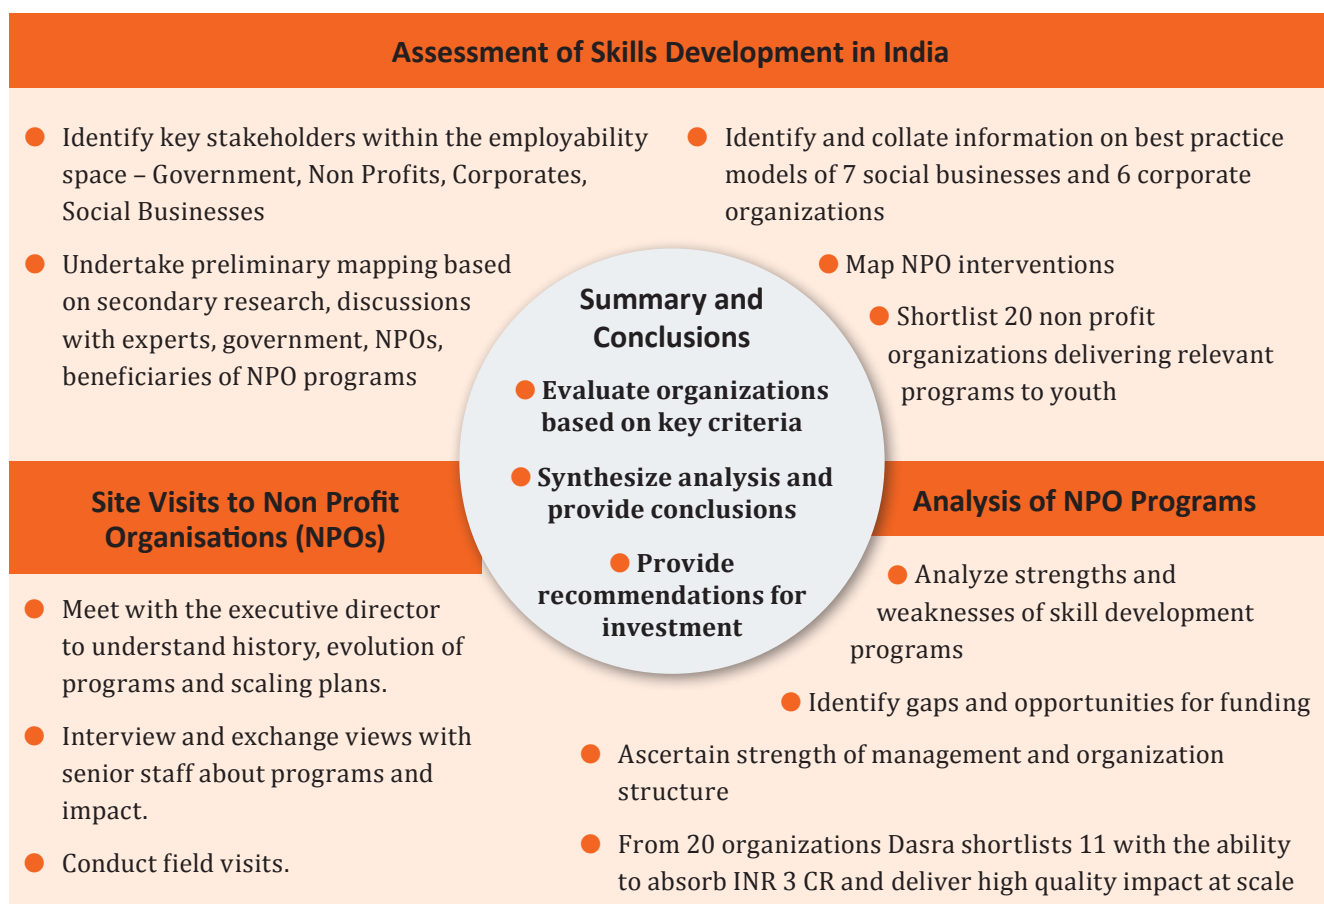 Assessment of Skills Development in India
● Identify key stakeholders within the employability
space – Government, Non Profits, Corporates,
Social Businesses
● Undertake preliminary mapping based
on secondary research, discussions
with experts, government, NPOs,
beneficiaries of NPO programs
● Identify and collate information on best practice
models of 7 social businesses and 6 corporate
organizations
● Map NPO interventions
● Shortlist 20 non profit
organizations delivering relevant
programs to youth
Summary and
Conclusions
● Evaluate organizations
based on key criteria
● Synthesize analysis and
provide conclusions
● Provide
recommendations for
investment
Site Visits to Non Profit
Organisations (NPOs)
● Meet with the executive director
to understand history, evolution of
programs and scaling plans.
● Interview and exchange views with
senior staff about programs and
impact.
● Conduct field visits.
Analysis of NPO Programs
● Analyze strengths and
weaknesses of skill development
programs
● Identify gaps and opportunities for funding
● Ascertain strength of management and organization
structure
● From 20 organizations Dasra shortlists 11 with the ability
to absorb INR 3 CR and deliver high quality impact at scale